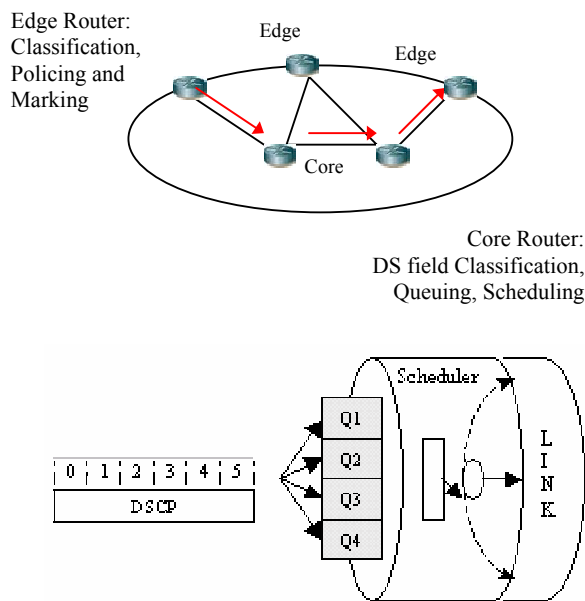 Edge Router:
Classification,
Policing and
Marking
Edge
Edge
Core
Core Router:
DS field Classification,
Queuing, Scheduling
Scheduler
Q1
Q2
Q3
Q4
0 1 2 3 4 5
DSCP
L
I
N
K